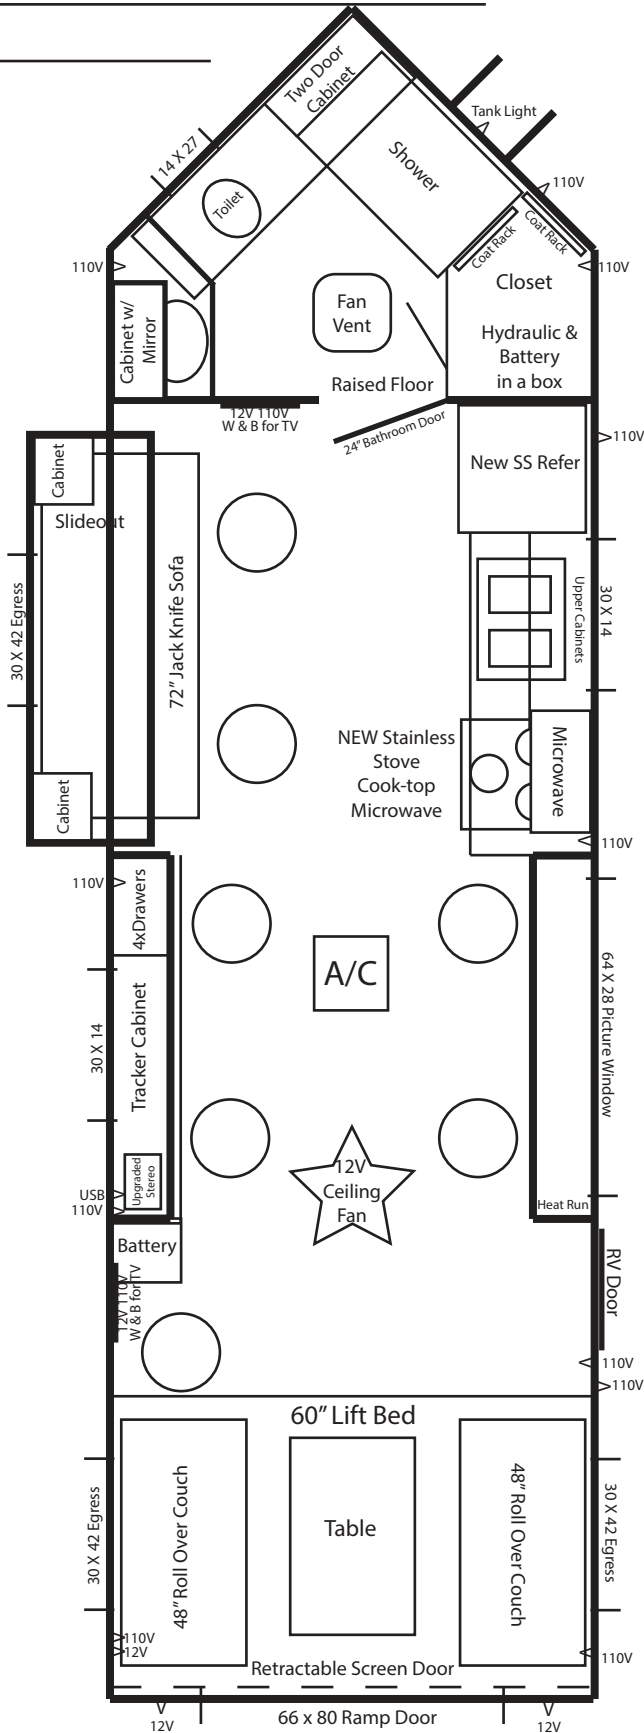 Two Door
Cabinet
Tank Light
14 X 27
Shower
110V
Toilet
Coat Rack
Coat Rack
110V
110V
Closet
Cabinet w/
Mirror
Fan
Vent
Hydraulic &
Battery
in a box
Raised Floor
12V 110V
W & B for TV
24" Bathroom Door
110V
Cabinet
New SS Refer
Slideout
30 X 42 Egress
72" Jack Knife Sofa
Upper Cabinets
30 X 14
NEW Stainless
Stove
Cook-top
Microwave
Microwave
Cabinet
110V
110V
4xDrawers
A/C
30 X 14
Tracker Cabinet
64 X 28 Picture Window
12V
Ceiling
Fan
Upgraded
Stereo
USB
110V
Heat Run
Battery
12V 110V
W & B for TV
RV Door
110V
110V
60" Lift Bed
30 X 42 Egress
48" Roll Over Couch
Table
48" Roll Over Couch
30 X 42 Egress
110V
12V
110V
Retractable Screen Door
66 x 80 Ramp Door
12V
12V